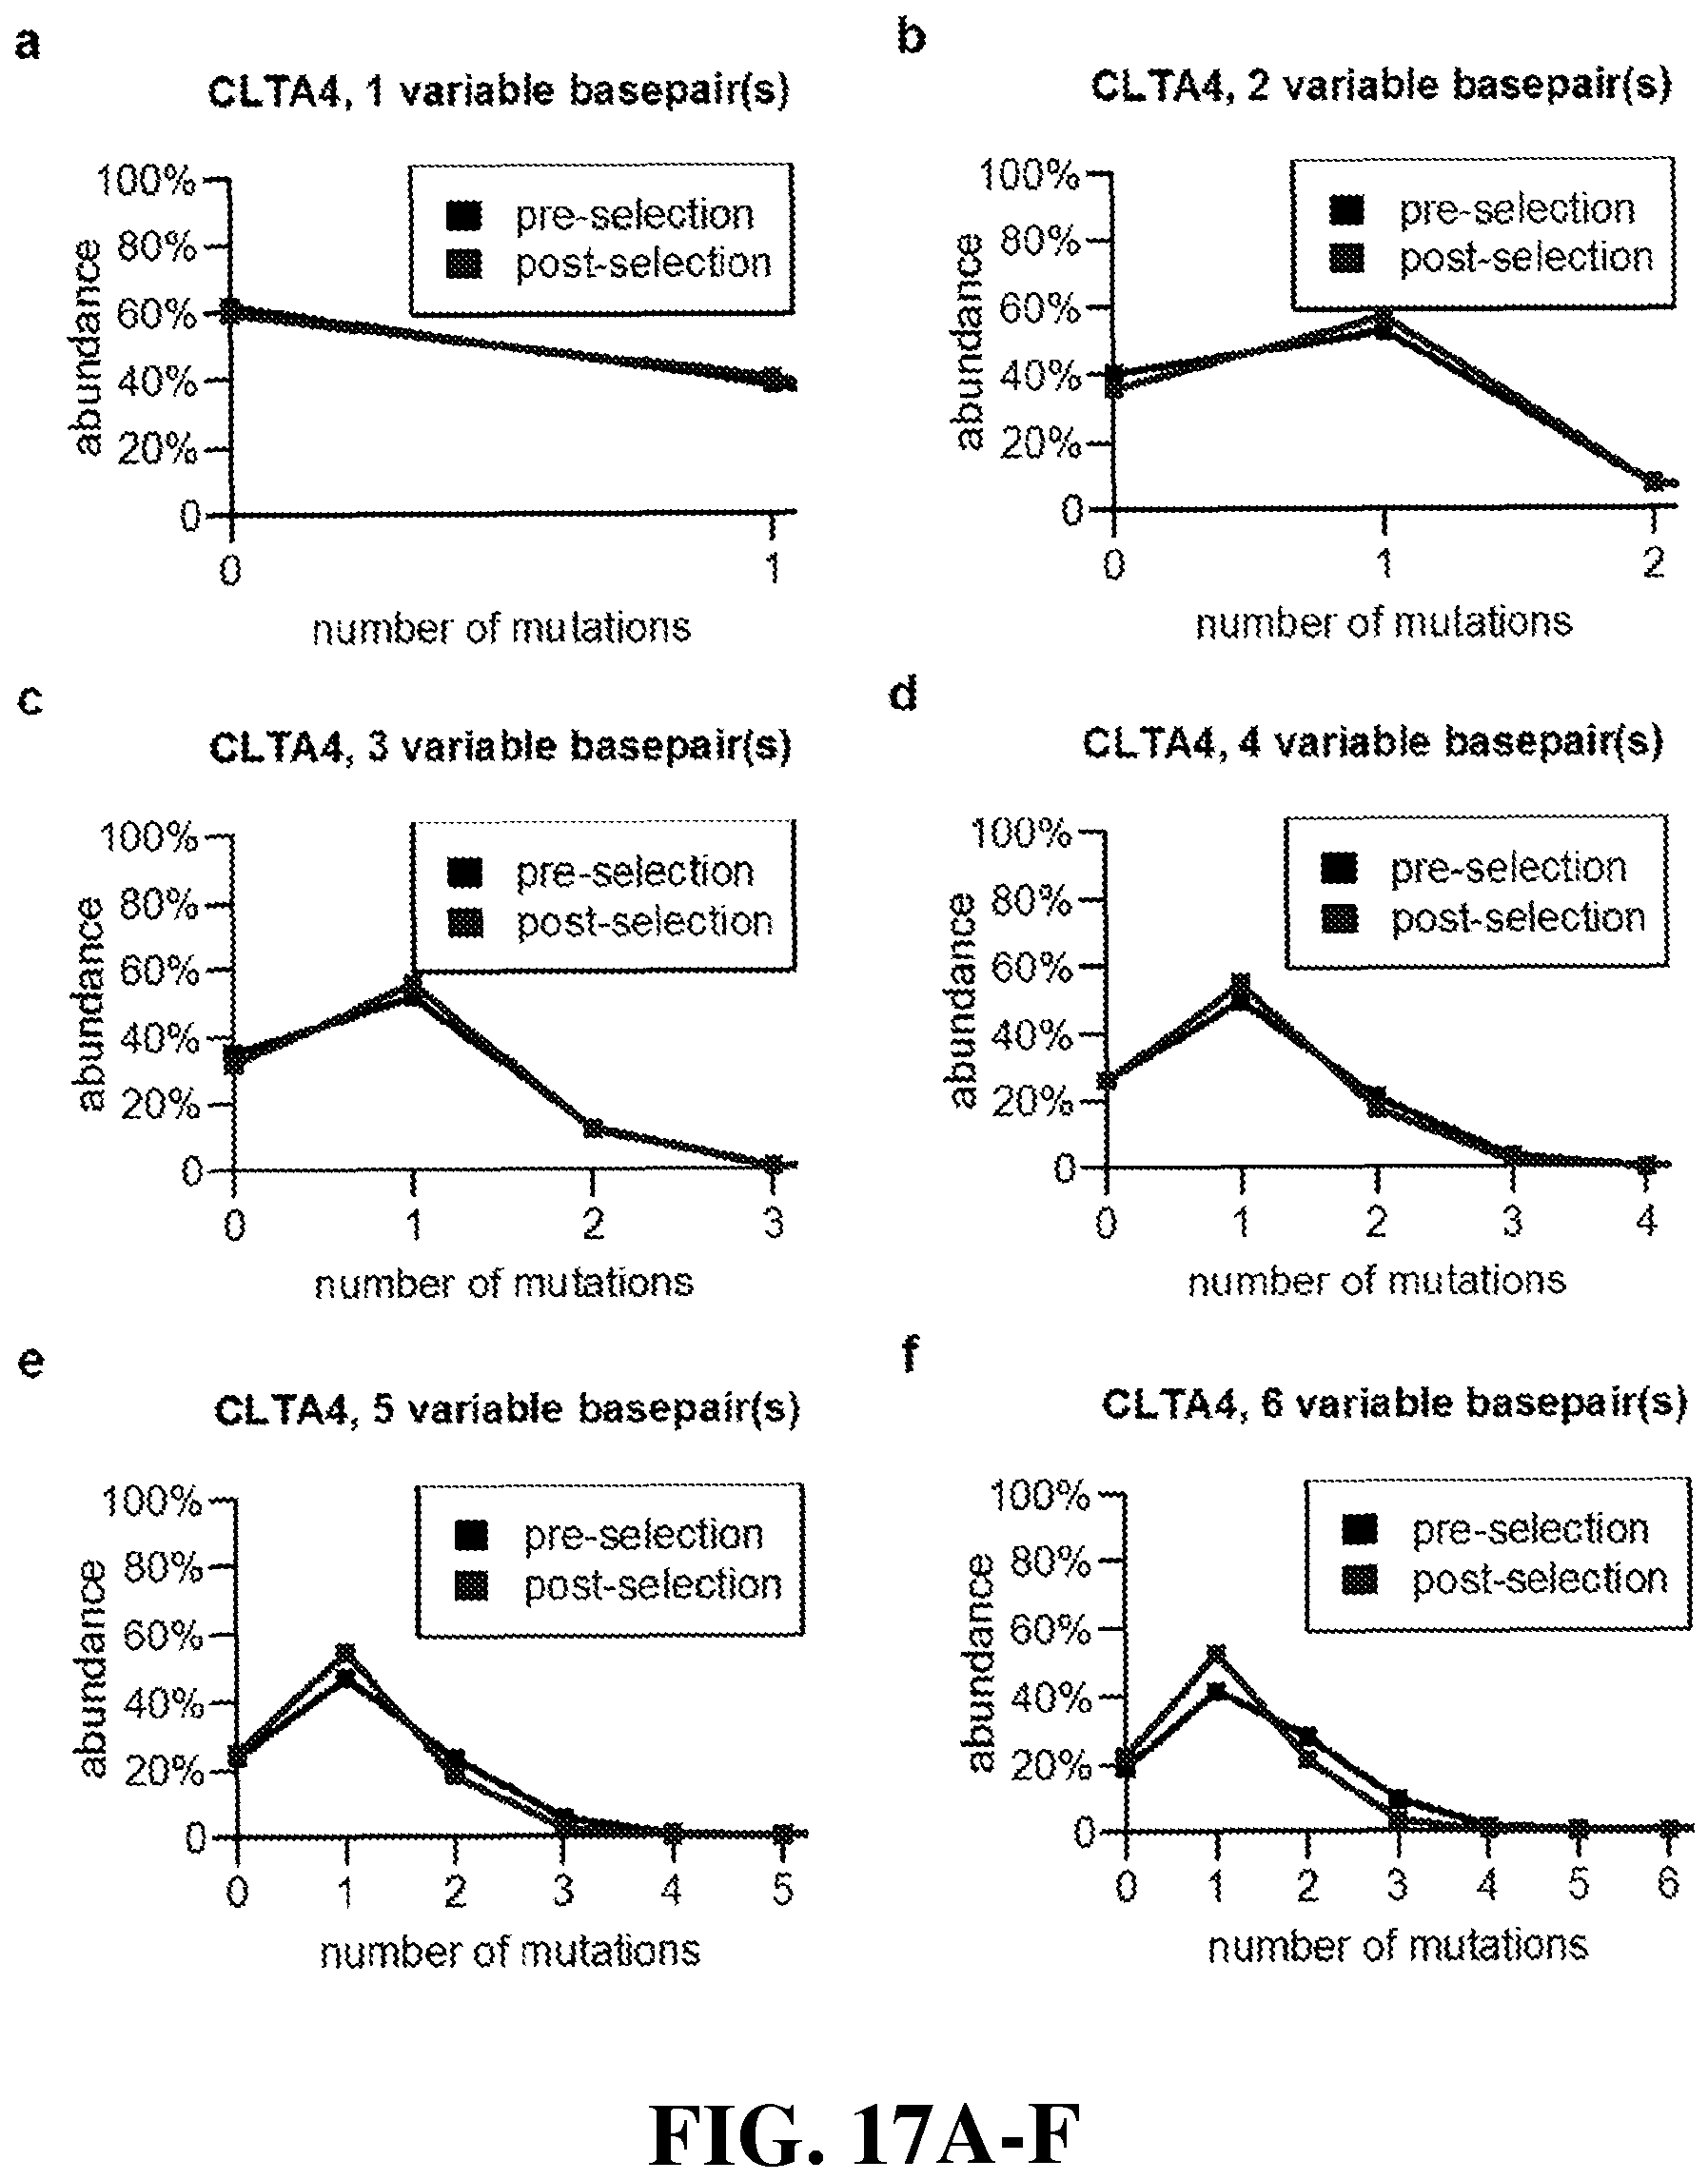 a
CLTA4, 1 variable basepair(s)
100%
80%
60%
40%
20%
0
abundance
pre-selection
post-selection
0 1
number of mutations
b
CLTA4, 2 variable basepair(s)
100%
80%
60%
40%
20%
0
abundance
pre-selection
post-selection
0 1 2
number of mutations
c
CLTA4, 3 variable basepair(s)
100%
80%
60%
40%
20%
0
abundance
pre-selection
post-selection
0 1 2 3
number of mutations
d
CLTA4, 4 variable basepair(s)
100%
80%
60%
40%
20%
0
abundance
pre-selection
post-selection
0 1 2 3 4
number of mutations
e
CLTA4, 5 variable basepair(s)
100%
80%
60%
40%
20%
0
abundance
pre-selection
post-selection
0 1 2 3 4 5
number of mutations
f
CLTA4, 6 variable basepair(s)
100%
80%
60%
40%
20%
0
abundance
pre-selection
post-selection
0 1 2 3 4 5 6
number of mutations
FIG. 17A-F